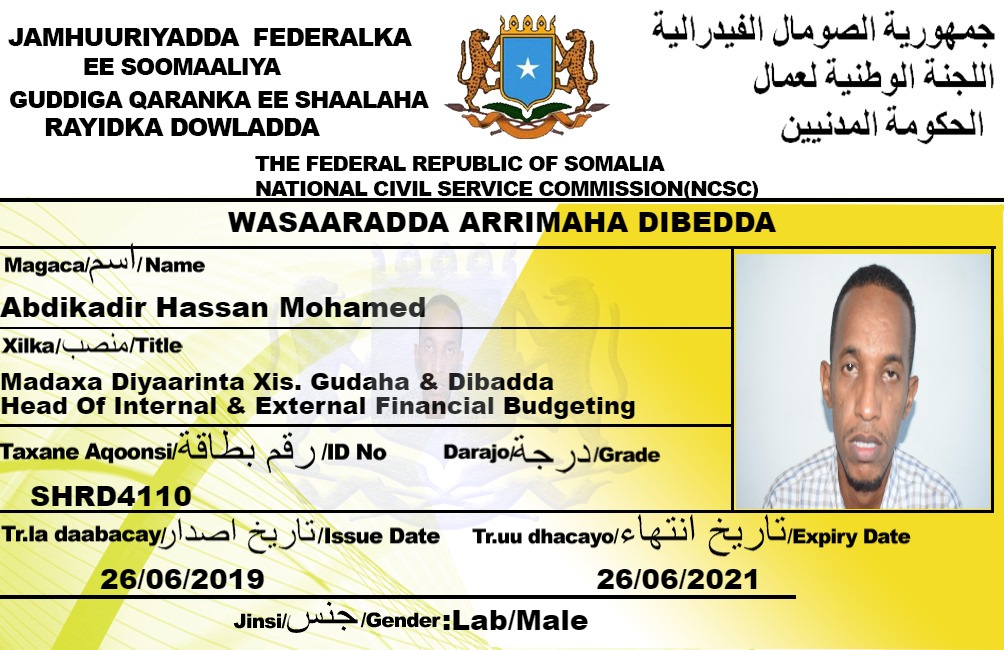 JAMHUURIYADDA FEDERALKA
EE SOOMAALIYA
GUDDIGA QARANKA EE SHAALAHA
RAYIDKA DOWLADDA
جمهورية الصومال الفيدرالية
اللجنة الوطنية لعمال
الحكومة المدنيين
THE FEDERAL REPUBLIC OF SOMALIA
NATIONAL CIVIL SERVICE COMMISSION(NCSC)
WASAARADDA ARRIMAHA DIBEDDA
Magaca/اسم/Name
Abdikadir Hassan Mohamed
Xilka/منصب/Title
Madaxa Diyaarinta Xis. Gudaha & Dibadda
Head Of Internal & External Financial Budgeting
Taxane Aqoonsi/رقم بطاقة/ID No
Darajo/درجة/Grade
SHRD4110
Tr.la daabacay/تاريخ اصدار/Issue Date
Tr.uu dhacayo/تاريخ انتهاء/Expiry Date
26/06/2019
26/06/2021
Jinsi/جنس/Gender:Lab/Male